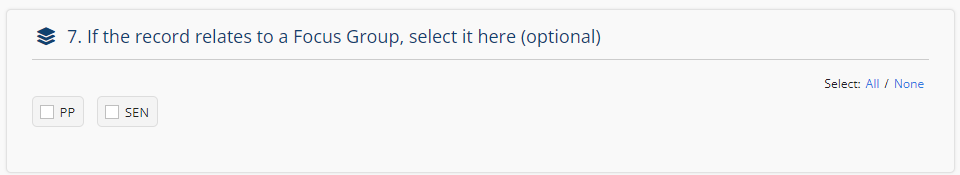 7. If the record relates to a Focus Group, select it here (optional)
Select: All / None
PP SEN